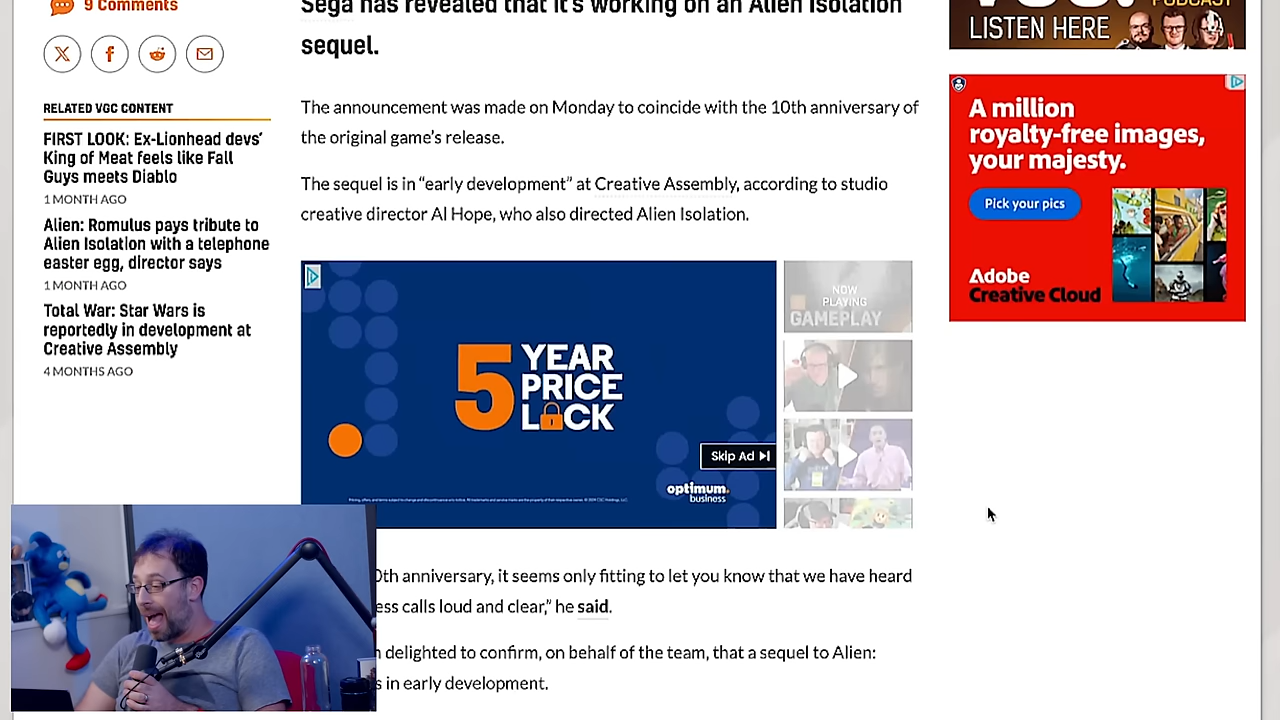 9 Comments
RELATED VGC CONTENT
FIRST LOOK: Ex-Lionhead devs’
King of Meat feels like Fall
Guys meets Diablo
1 MONTH AGO
Alien: Romulus pays tribute to
Alien Isolation with a telephone
easter egg, director says
1 MONTH AGO
Total War: Star Wars is
reportedly in development at
Creative Assembly
4 MONTHS AGO
Sega has revealed that it’s working on an Alien Isolation
sequel.
The announcement was made on Monday to coincide with the 10th anniversary of
the original game’s release.
The sequel is in “early development” at Creative Assembly, according to studio
creative director Al Hope, who also directed Alien Isolation.
5 YEAR
PRICE
LOCK
Skip Ad
optimum.
business
NOW
PLAYING
GAMEPLAY
0th anniversary, it seems only fitting to let you know that we have heard
ess calls loud and clear,” he said.
delighted to confirm, on behalf of the team, that a sequel to Alien:
s in early development.
PODCAST
LISTEN HERE
A million
royalty-free images,
your majesty.
Pick your pics
Adobe
Creative Cloud